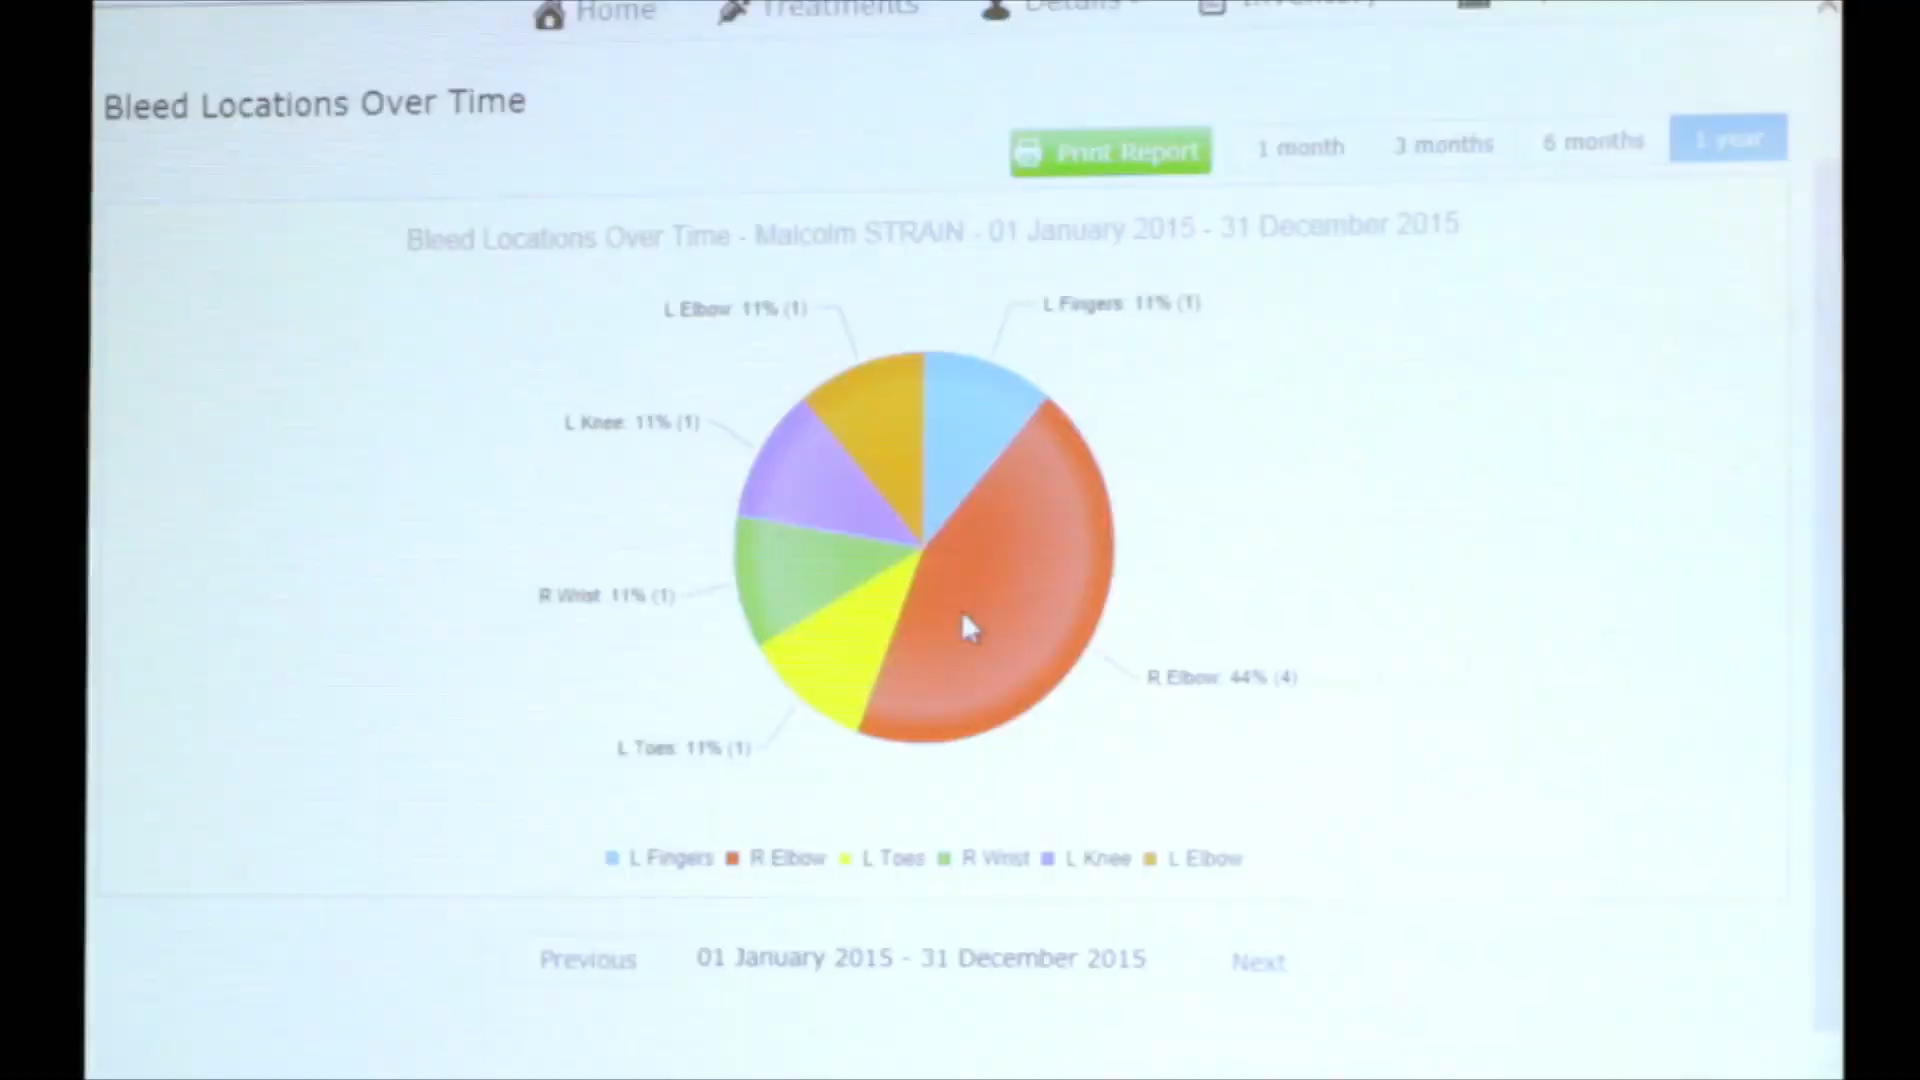 Home Treatments Details Inventory
Bleed Locations Over Time
Print Report 1 month 3 months 6 months 1 year
Bleed Locations Over Time - Malcolm STRAIN - 01 January 2015 - 31 December 2015
L Elbow: 11% (1) L Fingers: 11% (1)
L Knee: 11% (1)
R Wrist: 11% (1)
R Elbow: 44% (4)
L Toes: 11% (1)
L Fingers R Elbow L Toes R Wrist L Knee L Elbow
Previous 01 January 2015 - 31 December 2015 Next